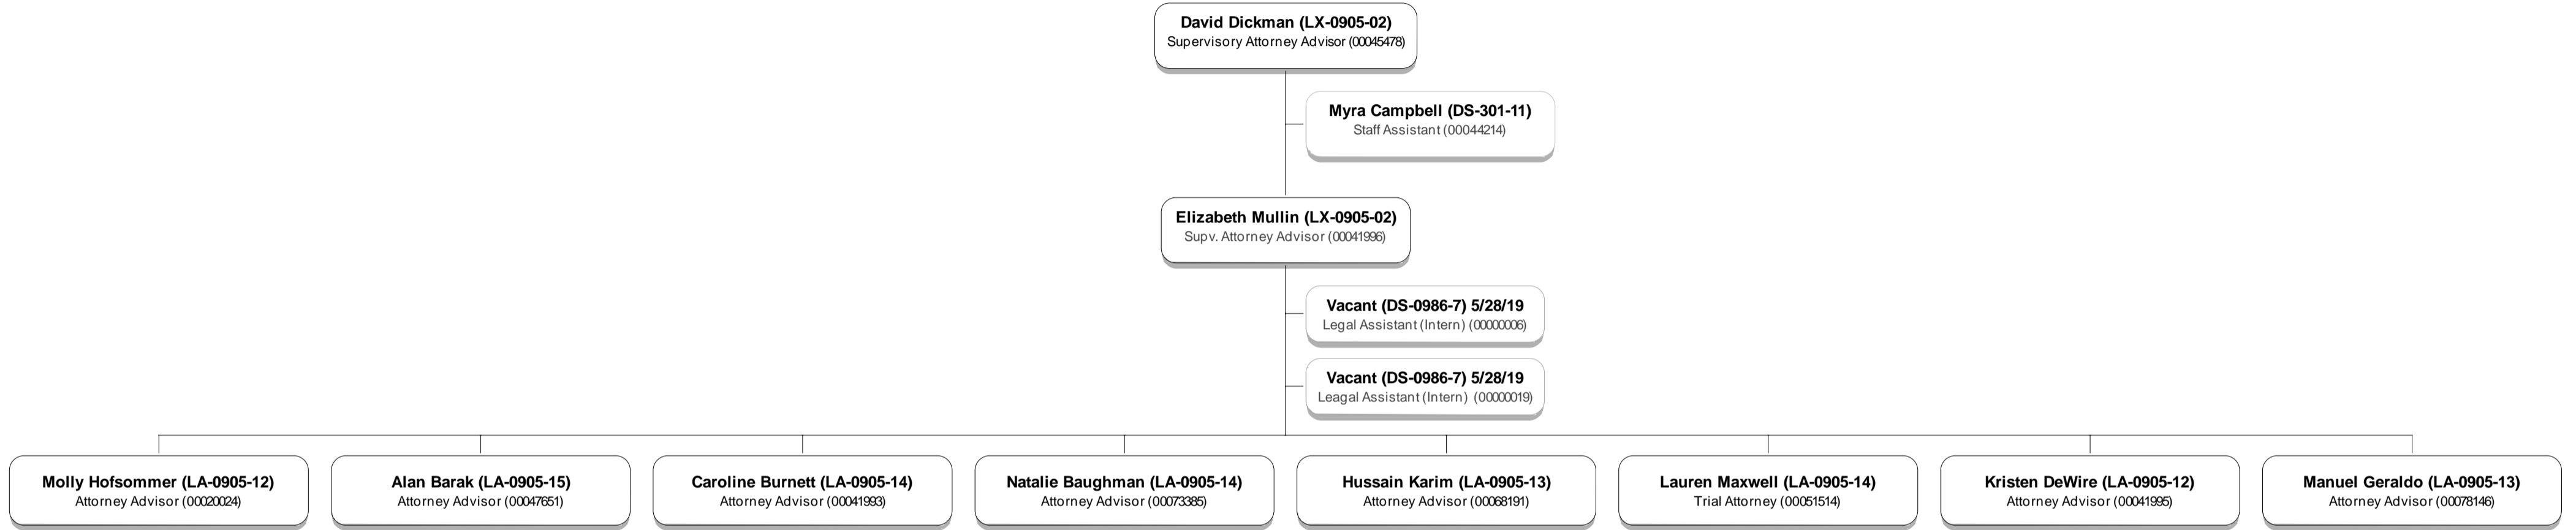 David Dickman (LX-0905-02)
Supervisory Attorney Advisor (00045478)
Myra Campbell (DS-301-11)
Staff Assistant (00044214)
Elizabeth Mullin (LX-0905-02)
Supv. Attorney Advisor (00041996)
Vacant (DS-0986-7) 5/28/19
Legal Assistant (Intern) (00000006)
Vacant (DS-0986-7) 5/28/19
Leagal Assistant (Intern) (00000019)
Molly Hofsommer (LA-0905-12)
Attorney Advisor (00020024)
Alan Barak (LA-0905-15)
Attorney Advisor (00047651)
Caroline Burnett (LA-0905-14)
Attorney Advisor (00041993)
Natalie Baughman (LA-0905-14)
Attorney Advisor (00073385)
Hussain Karim (LA-0905-13)
Attorney Advisor (00068191)
Lauren Maxwell (LA-0905-14)
Trial Attorney (00051514)
Kristen DeWire (LA-0905-12)
Attorney Advisor (00041995)
Manuel Geraldo (LA-0905-13)
Attorney Advisor (00078146)